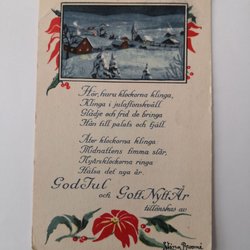 Hör, huru klockorna klinga,
Klinga i julaftonskväll.
Glädje och frid de bringa
Hän till palats och tjäll.
Åter klockorna klinga
Midnattens timma slår,
Nyårsklockorna ringa
Hälsa det nya år.
God Jul
och Gott Nytt År
tillönskas av